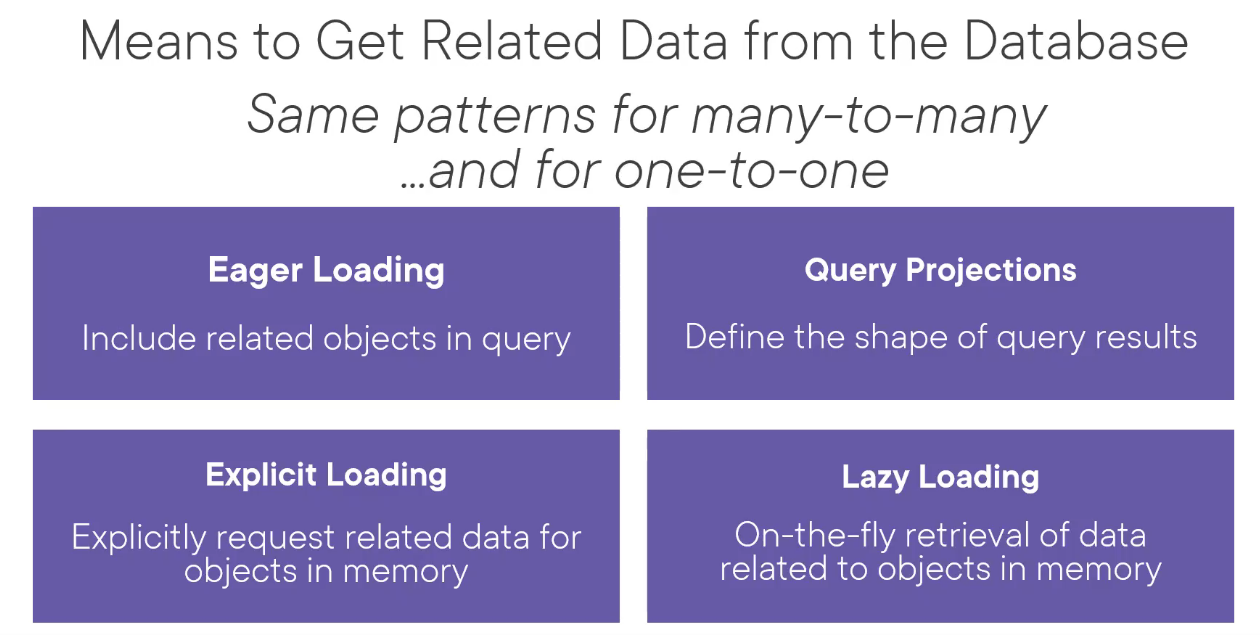 Means to Get Related Data from the Database
Same patterns for many-to-many
...and for one-to-one
Eager Loading
Include related objects in query
Query Projections
Define the shape of query results
Explicit Loading
Explicitly request related data for
objects in memory
Lazy Loading
On-the-fly retrieval of data
related to objects in memory